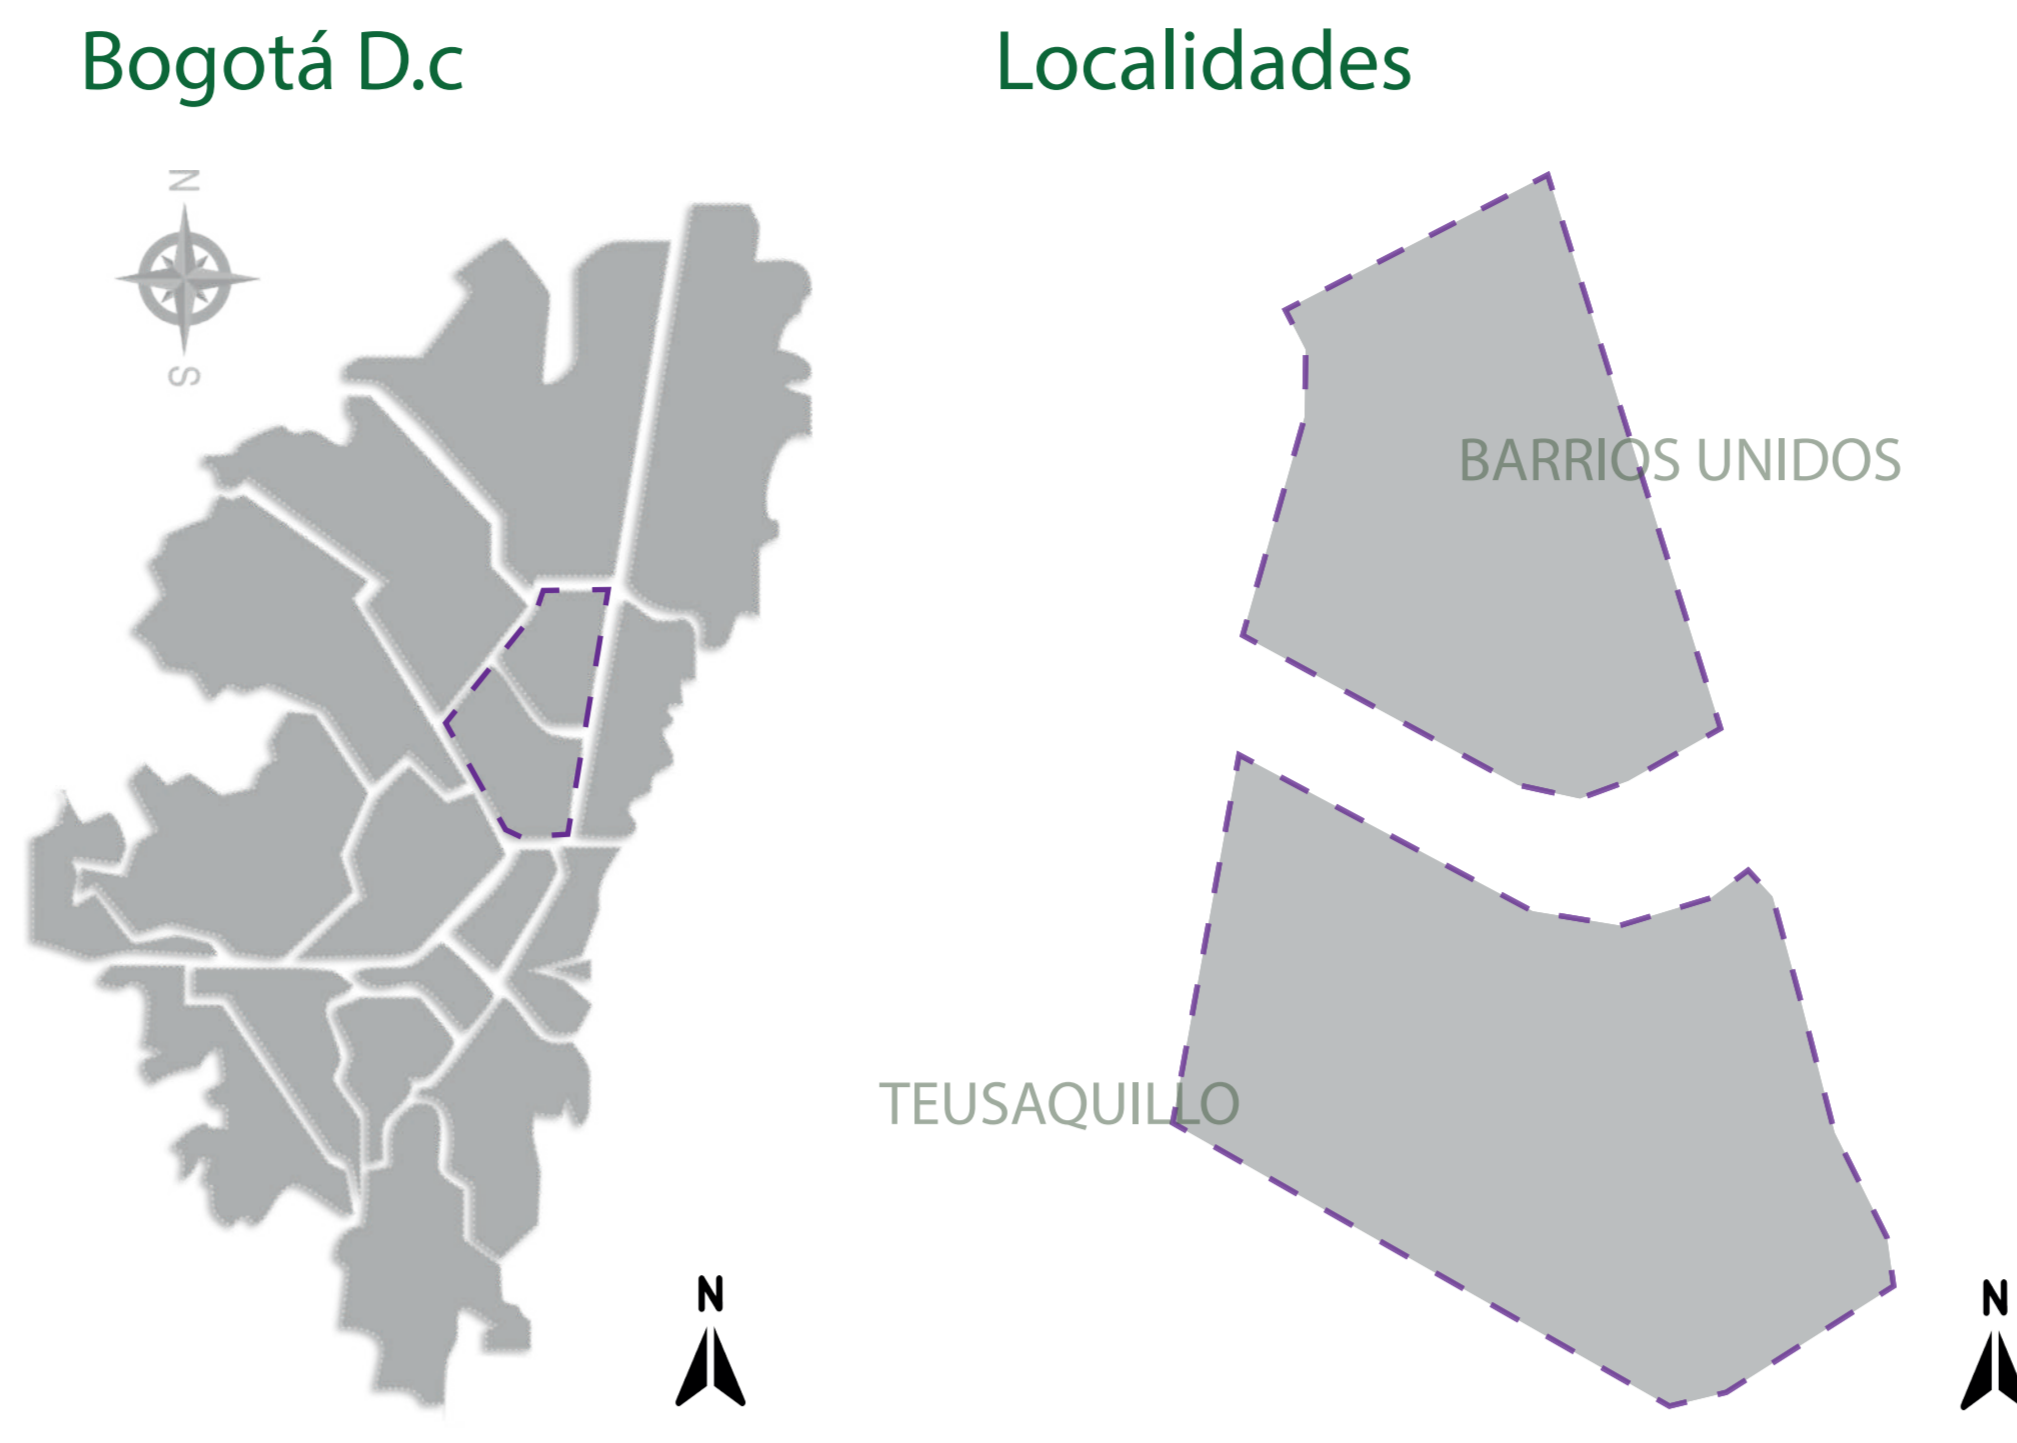 Bogotá D.c
Localidades
N
S
BARRIOS UNIDOS
TEUSAQUILLO
N
N